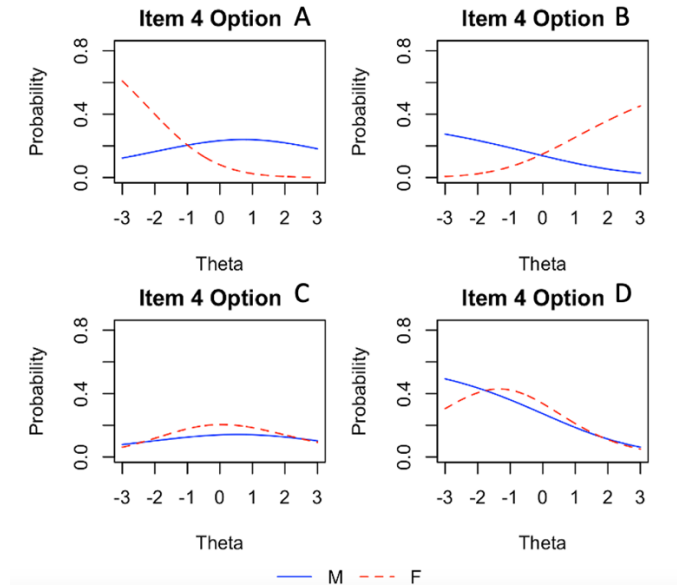 Item 4 Option A
Probability
0.0 0.4 0.8
-3 -2 -1 0 1 2 3
Theta
Item 4 Option B
Probability
0.0 0.4 0.8
-3 -2 -1 0 1 2 3
Theta
Item 4 Option C
Probability
0.0 0.4 0.8
-3 -2 -1 0 1 2 3
Theta
Item 4 Option D
Probability
0.0 0.4 0.8
-3 -2 -1 0 1 2 3
Theta
M F